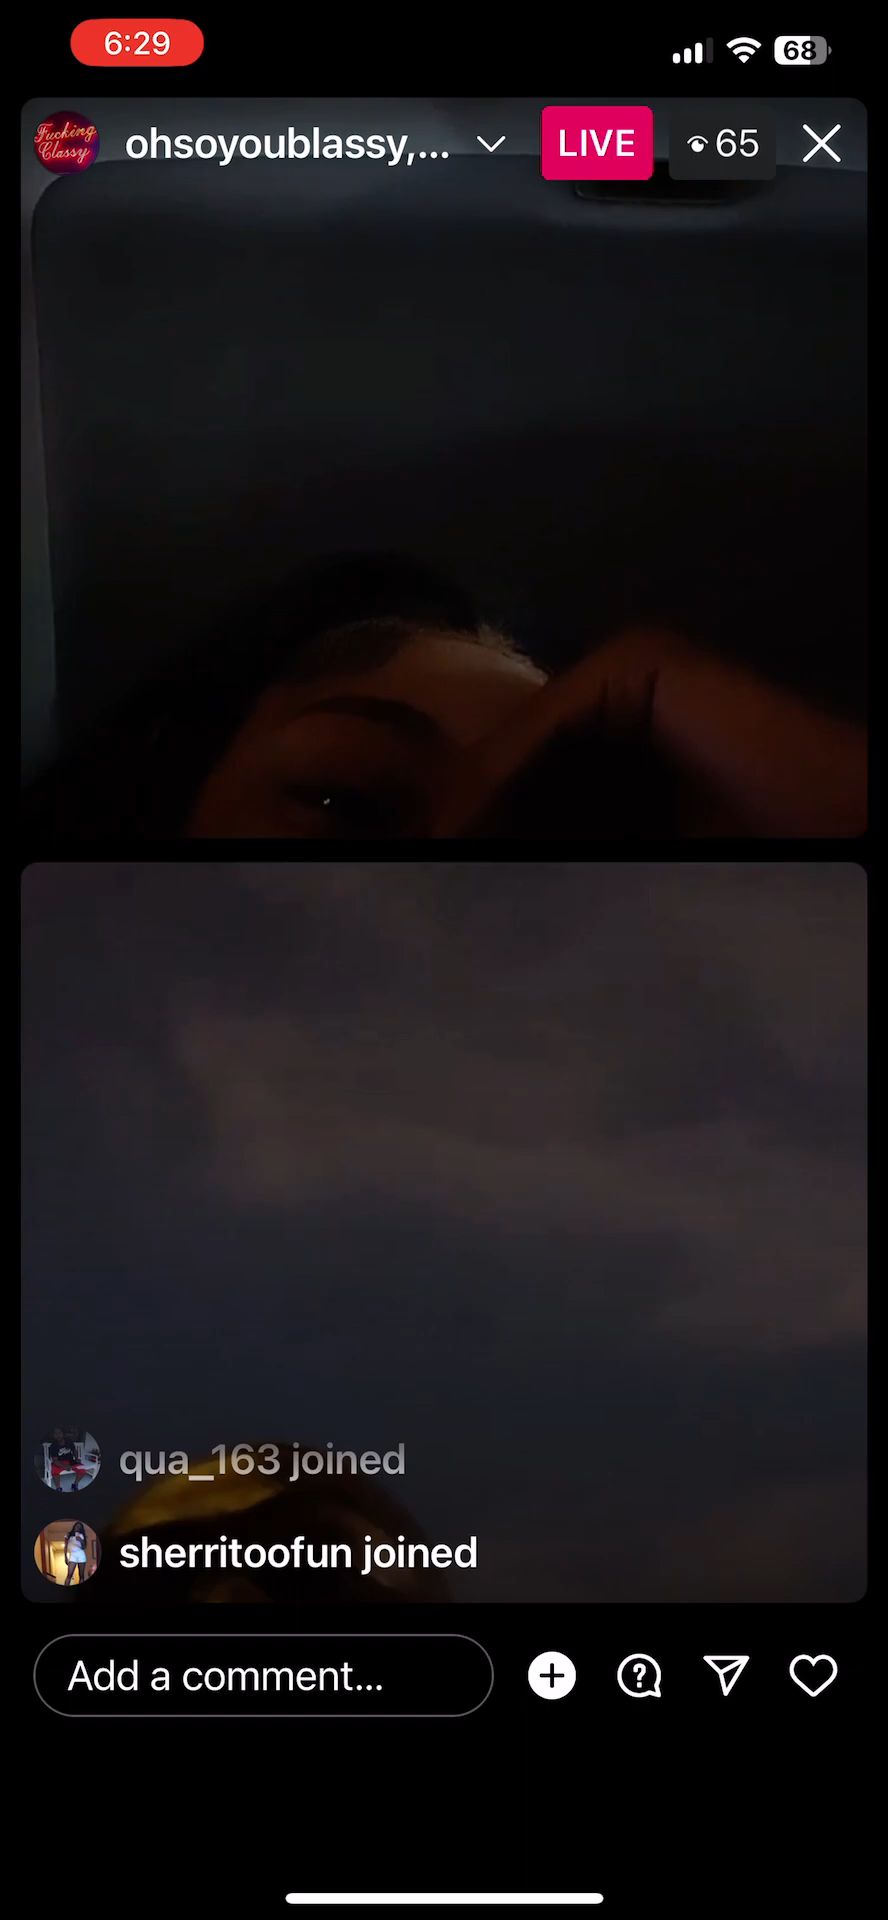 6:29
68
Fucking
Classy
ohsoyoublassy,...
LIVE
65
qua_163 joined
sherritoofun joined
Add a comment...